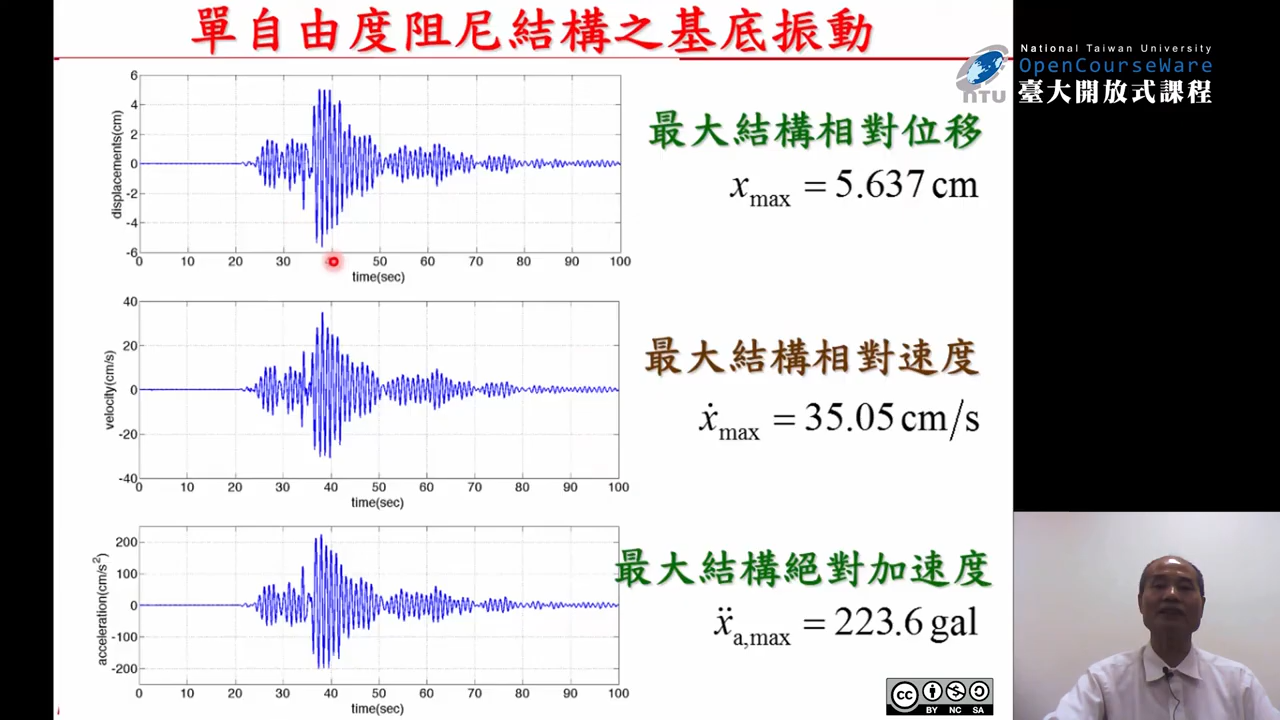 單自由度阻尼結構之基底振動
National Taiwan University
OpenCourseWare
NTU 臺大開放式課程
6
4
2
0
-2
-4
-6
displacements(cm)
0 10 20 30 50 60 70 80 90 100
time(sec)
最大結構相對位移
x_max = 5.637 cm
40
20
0
-20
-40
velocity(cm/s)
0 10 20 30 40 50 60 70 80 90 100
time(sec)
最大結構相對速度
ẋ_max = 35.05 cm/s
200
100
0
-100
-200
acceleration(cm/s²)
0 10 20 30 40 50 60 70 80 90 100
time(sec)
最大結構絕對加速度
ẍ_a,max = 223.6 gal
cc
BY NC SA